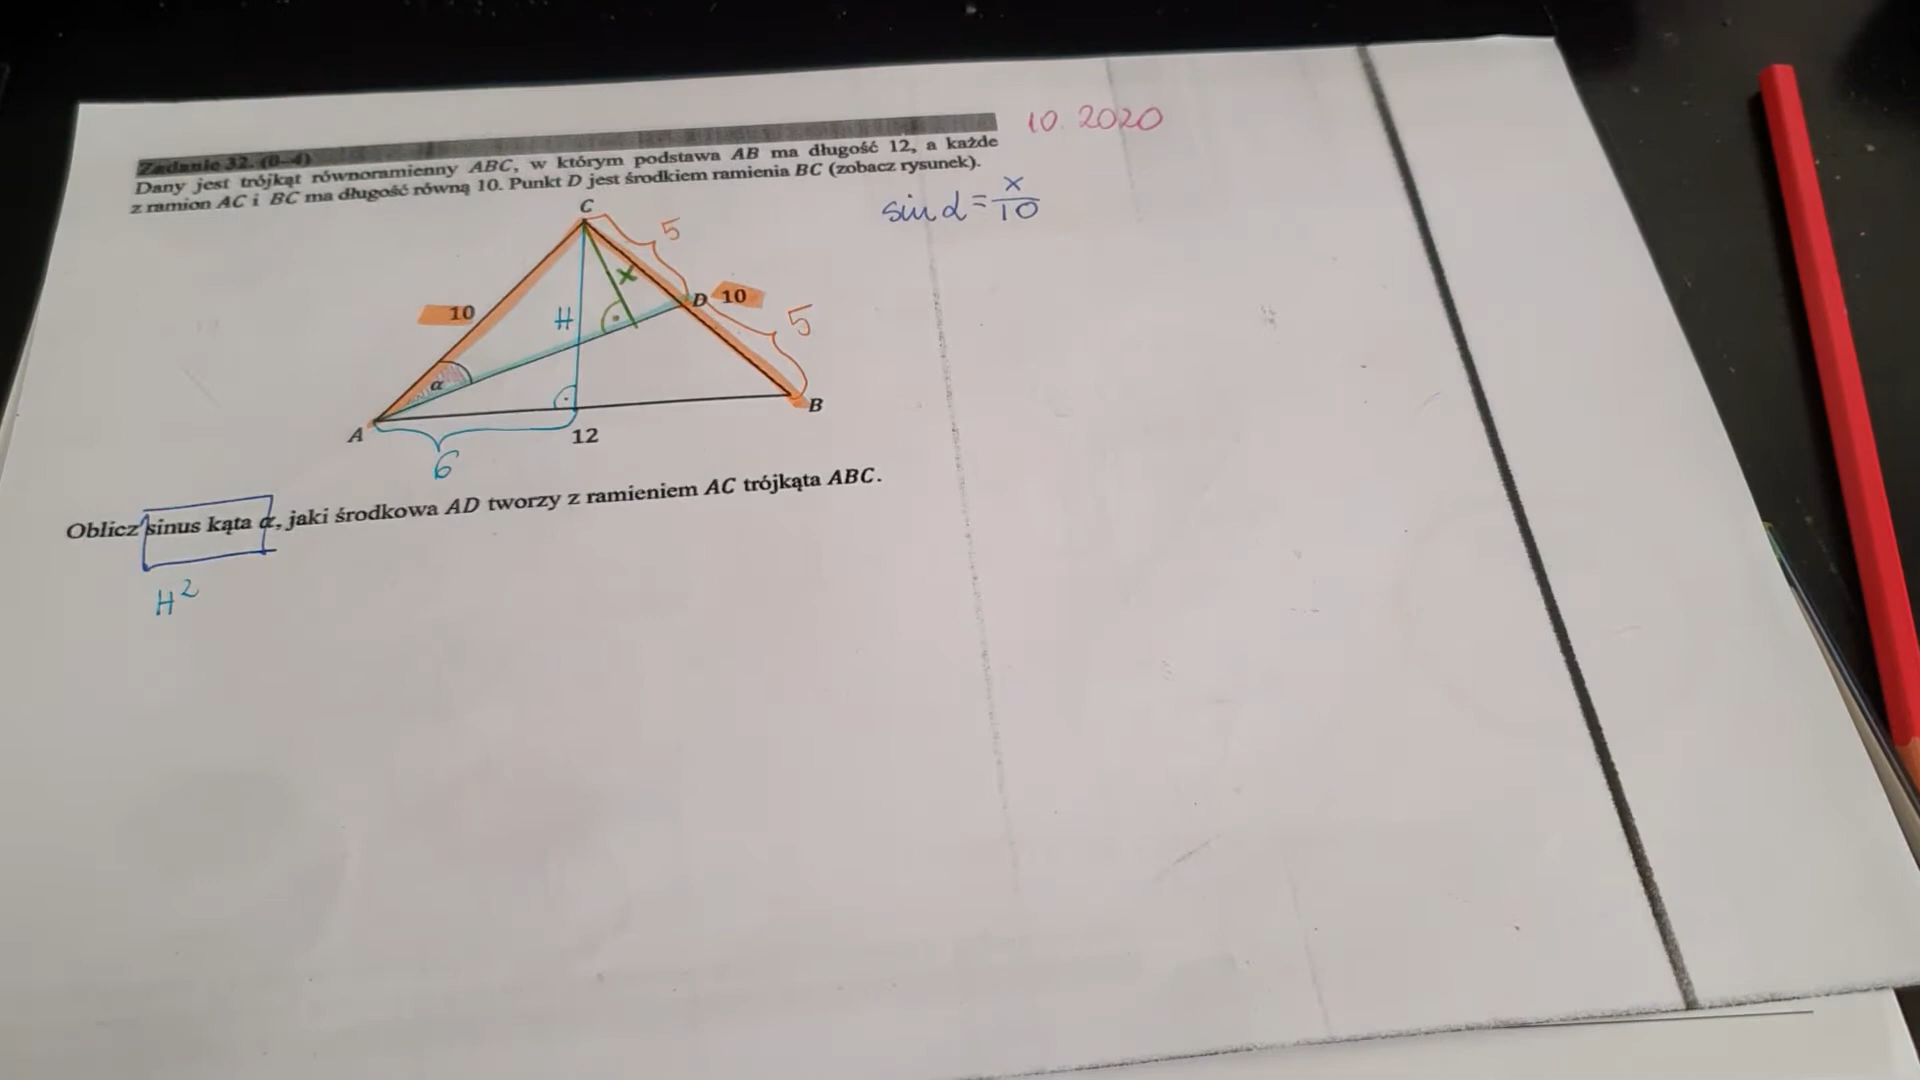 Zadanie 32. (0–4)
10. 2020
Dany jest trójkąt równoramienny ABC, w którym podstawa AB ma długość 12, a każde
z ramion AC i BC ma długość równą 10. Punkt D jest środkiem ramienia BC (zobacz rysunek).
sin α = x/10
C
5
x
D 10
10
H
5
α
B
A
12
6
Oblicz sinus kąta α, jaki środkowa AD tworzy z ramieniem AC trójkąta ABC.
H²